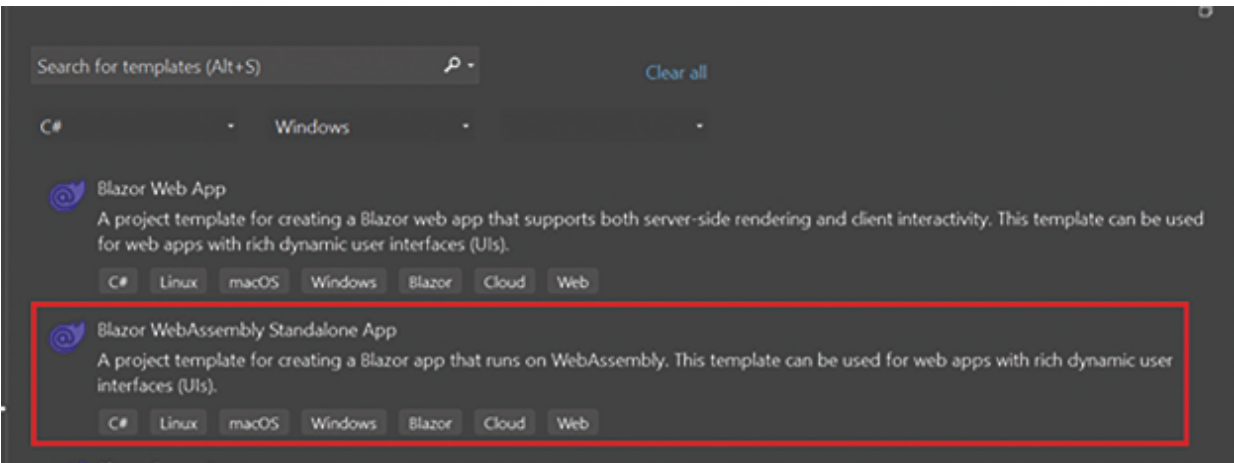 Search for templates (Alt+S)
Clear all
C#
Windows
Blazor Web App
A project template for creating a Blazor web app that supports both server-side rendering and client interactivity. This template can be used
for web apps with rich dynamic user interfaces (UIs).
C# Linux macOS Windows Blazor Cloud Web
Blazor WebAssembly Standalone App
A project template for creating a Blazor app that runs on WebAssembly. This template can be used for web apps with rich dynamic user
interfaces (UIs).
C# Linux macOS Windows Blazor Cloud Web